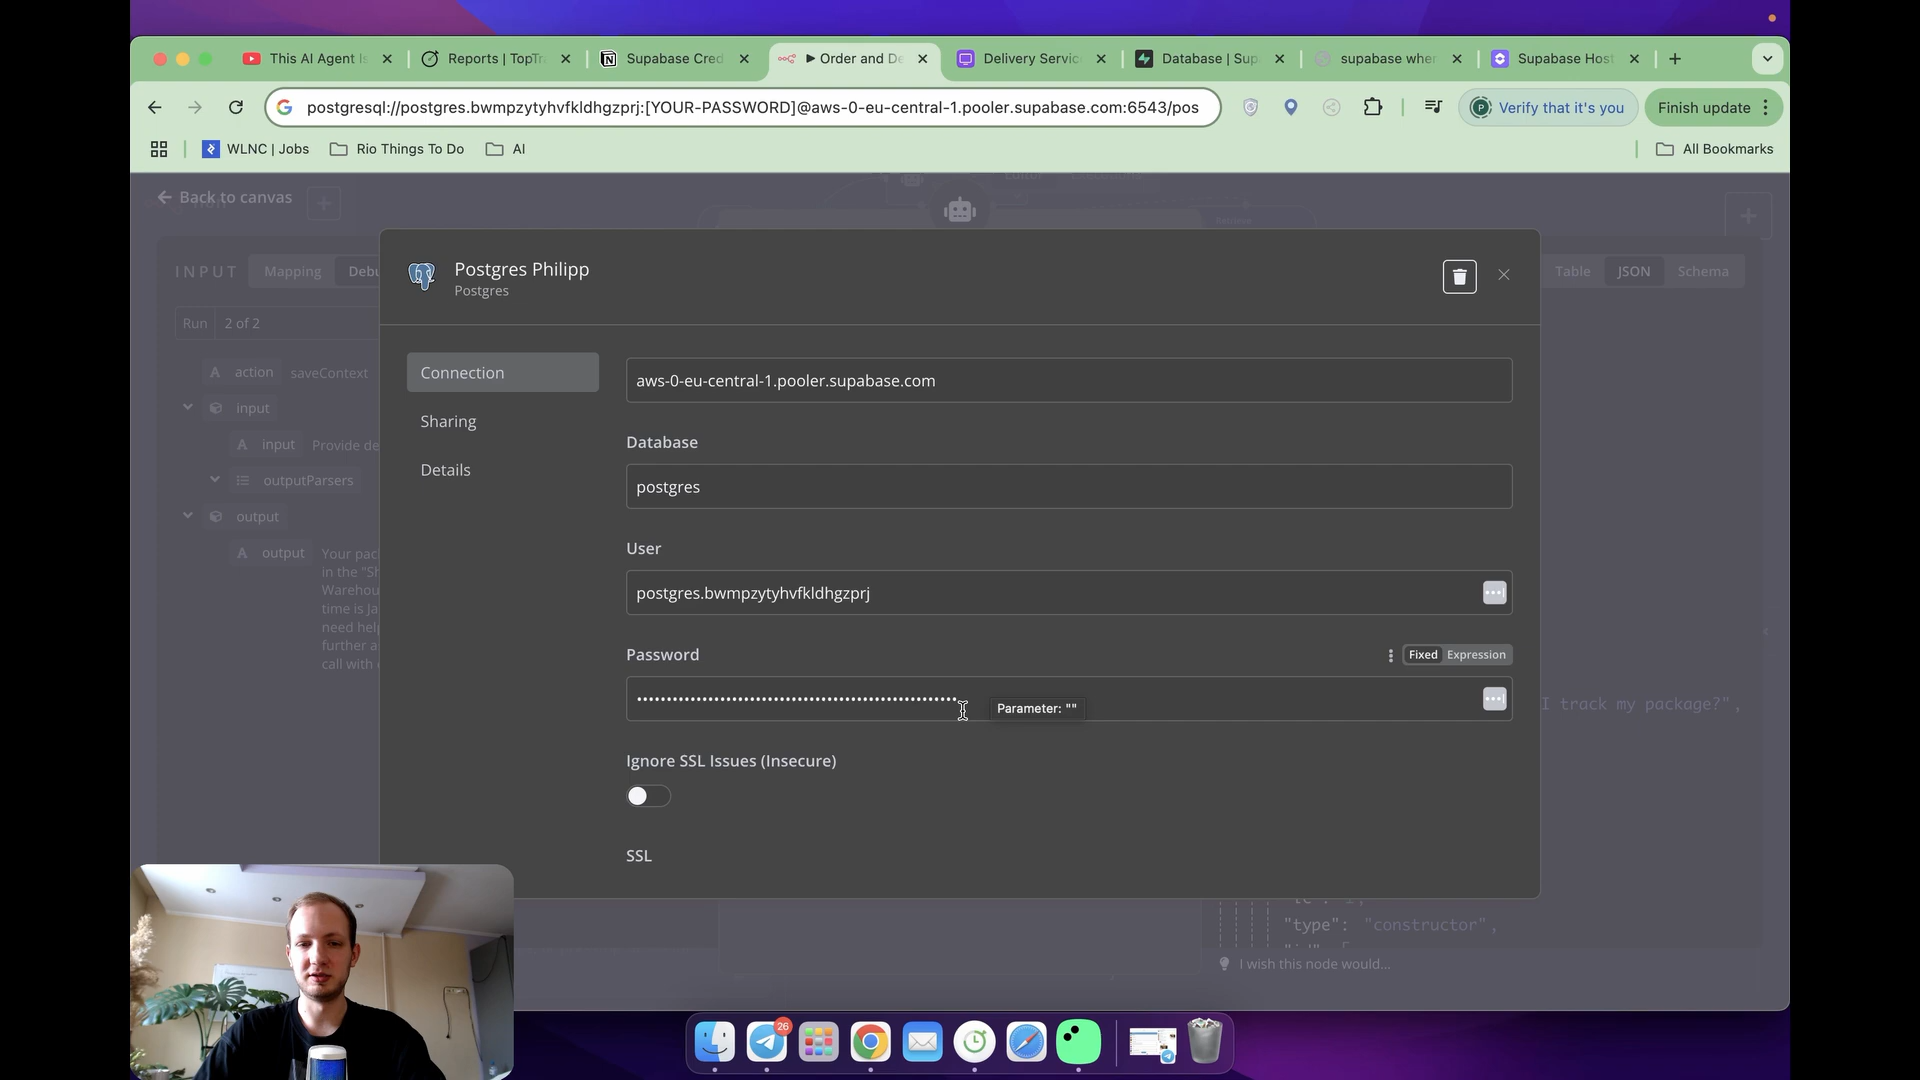 This AI Agent Is
Reports | TopTr
Supabase Cred
Order and De
Delivery Servic
Database | Sup
supabase wher
Supabase Host
postgresql://postgres.bwmpzytyhvfkldhgzprj:[YOUR-PASSWORD]@aws-0-eu-central-1.pooler.supabase.com:6543/pos
Verify that it's you
Finish update
WLNC | Jobs
Rio Things To Do
AI
All Bookmarks
Back to canvas
INPUT
Mapping
Debu
Table
JSON
Schema
Run
2 of 2
A action saveContext
input
A input Provide de
outputParsers
output
A output Your pac
in the "Sh
Warehou
time is Ja
need help
further a
call with
Postgres Philipp
Postgres
Connection
Sharing
Details
aws-0-eu-central-1.pooler.supabase.com
Database
postgres
User
postgres.bwmpzytyhvfkldhgzprj
Password
Fixed
Expression
Parameter: ""
Ignore SSL Issues (Insecure)
SSL
I track my package?",
"type": "constructor",
I wish this node would...
26